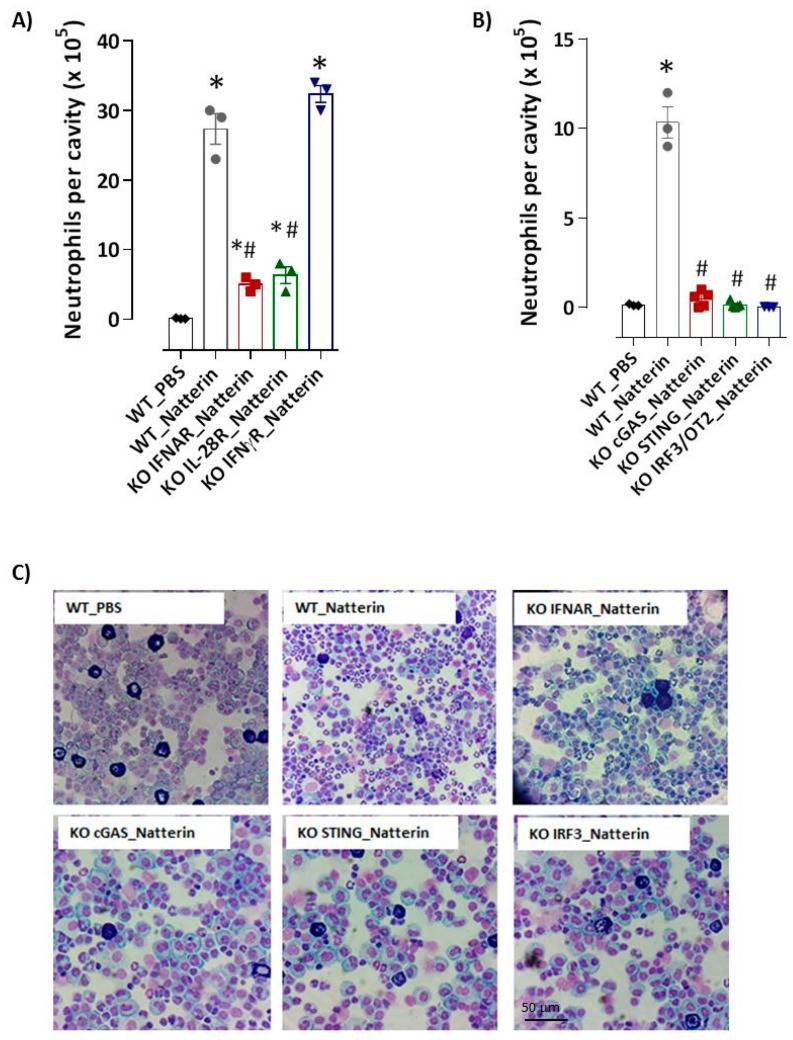 A)
Neutrophils per cavity (x 10⁵)
40
30
20
10
0
*
*#
* #
*
WT_PBS
WT_Natterin
KO IFNAR_Natterin
KO IL-28R_Natterin
KO IFNγR_Natterin
B)
Neutrophils per cavity (x 10⁵)
15
10
5
0
*
#
#
#
WT_PBS
WT_Natterin
KO cGAS_Natterin
KO STING_Natterin
KO IRF3/OT2_Natterin
C)
WT_PBS
WT_Natterin
KO IFNAR_Natterin
KO cGAS_Natterin
KO STING_Natterin
KO IRF3_Natterin
50 μm